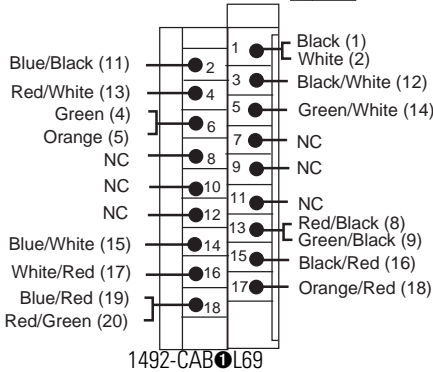 1 Black (1)
White (2)
Blue/Black (11) 2
3 Black/White (12)
Red/White (13) 4
5 Green/White (14)
Green (4)
Orange (5) 6
7 NC
NC 8
9 NC
NC 10
11 NC
NC 12
13 Red/Black (8)
Green/Black (9)
Blue/White (15) 14
15 Black/Red (16)
White/Red (17) 16
17 Orange/Red (18)
Blue/Red (19)
Red/Green (20) 18
1492-CAB❶L69